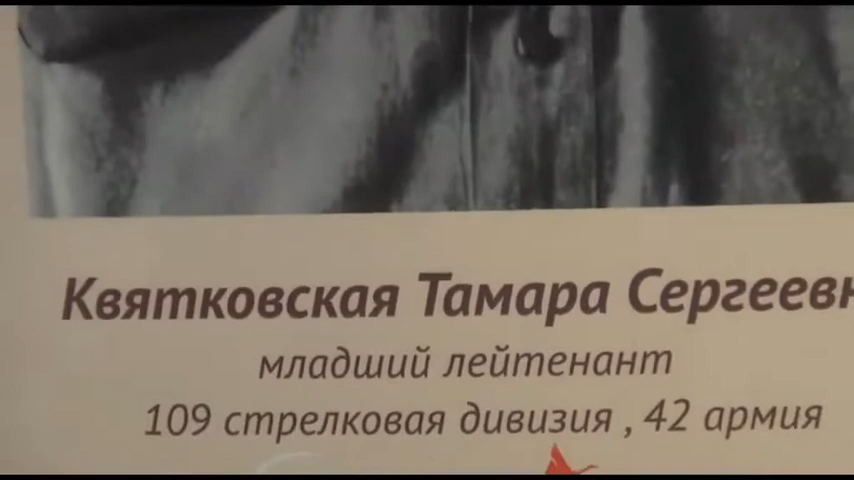 Квятковская Тамара Сергеевн
младший лейтенант
109 стрелковая дивизия , 42 армия